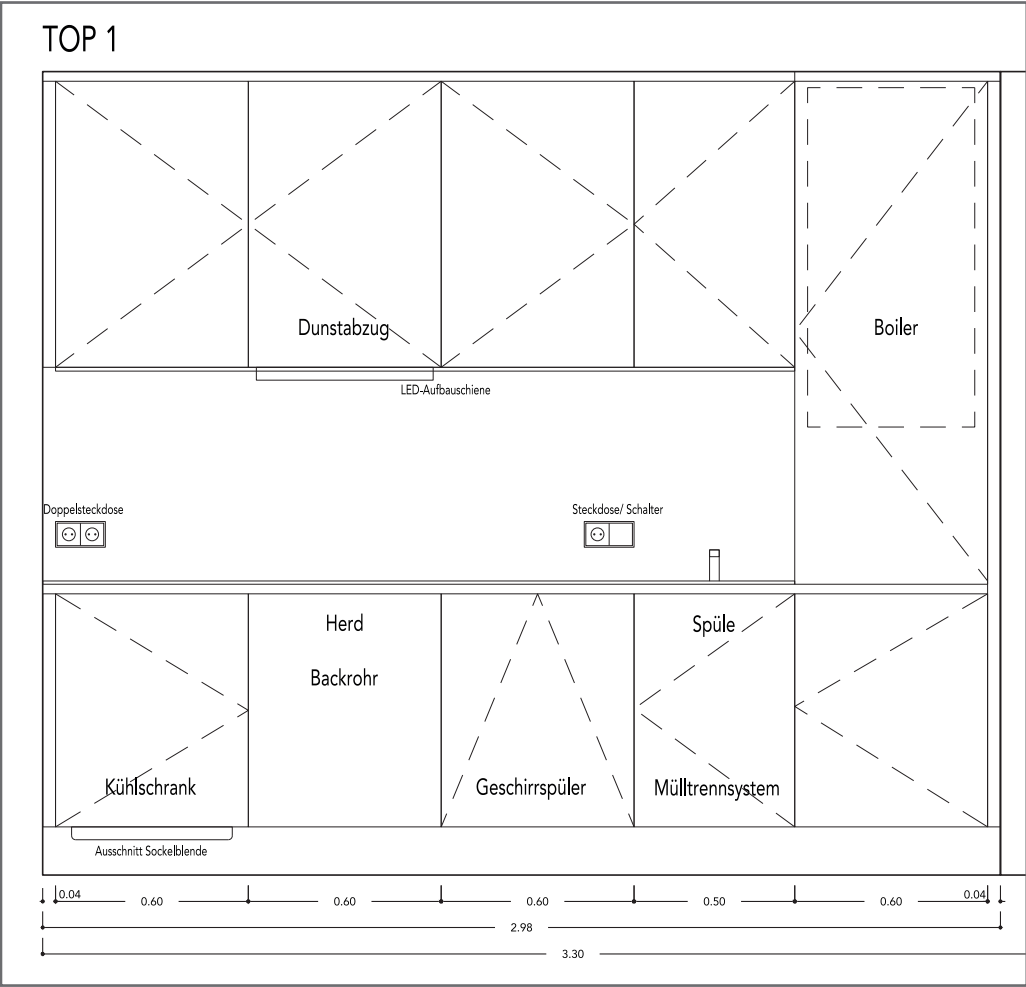 TOP 1
Dunstabzug
Boiler
LED-Aufbauschiene
Doppelsteckdose
Steckdose/ Schalter
Herd
Spüle
Backrohr
Kühlschrank
Geschirrspüler
Mülltrennsystem
Ausschnitt Sockelblende
0.04
0.60
0.60
0.60
0.50
0.60
0.04
2.98
3.30